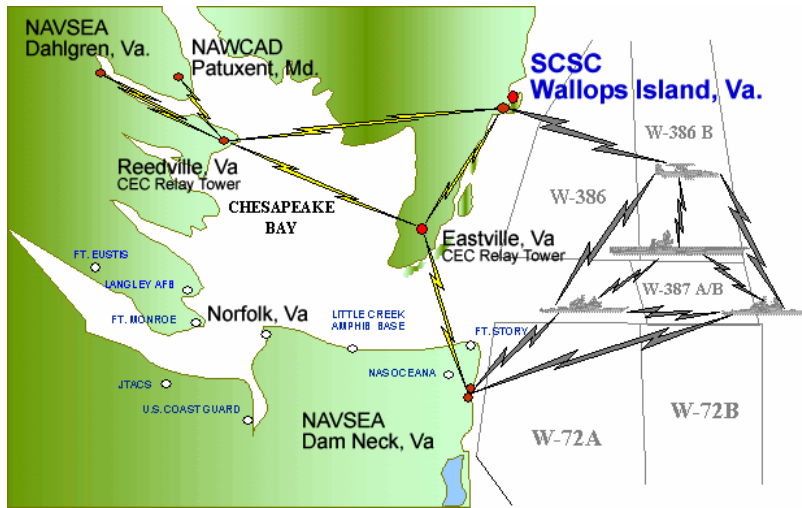 NAVSEA
Dahlgren, Va.
NAWCAD
Patuxent, Md.
SCSC
Wallops Island, Va.
W-386 B
Reedville, Va
CEC Relay Tower
W-386
CHESAPEAKE
BAY
Eastville, Va
CEC Relay Tower
FT. EUSTIS
LANGLEY AFB
W-387 A/B
FT. MONROE
Norfolk, Va
LITTLE CREEK
AMPHIB BASE
FT. STORY
NAS OCEANA
JTACS
U.S. COAST GUARD
NAVSEA
Dam Neck, Va
W-72A
W-72B